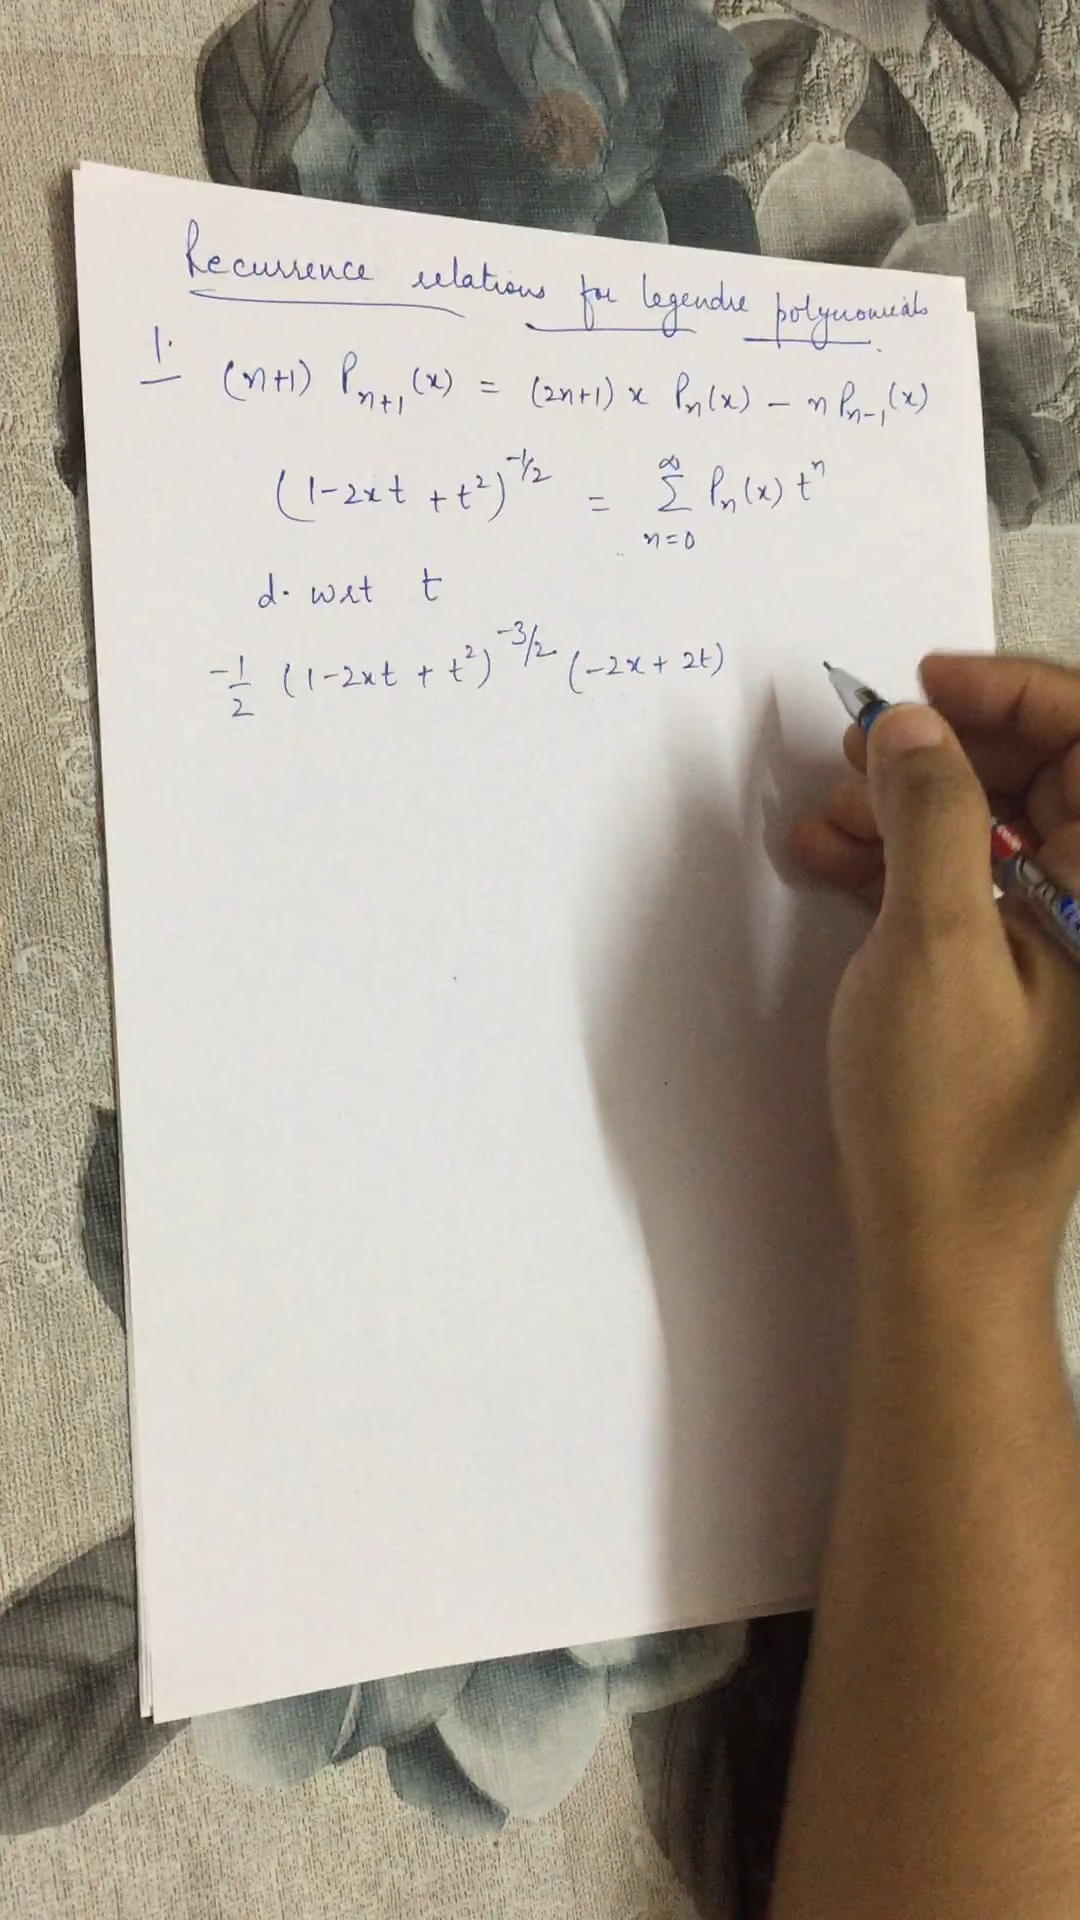 Recurrence relations for legendre polynomials
1. (n+1) P_{n+1}(x) = (2n+1) x P_n(x) - n P_{n-1}(x)
(1-2xt + t²)^{-1/2} = ∑_{n=0}^{∞} P_n(x) t^n
d. wrt t
-1/2 (1-2xt + t²)^{-3/2} (-2x + 2t)